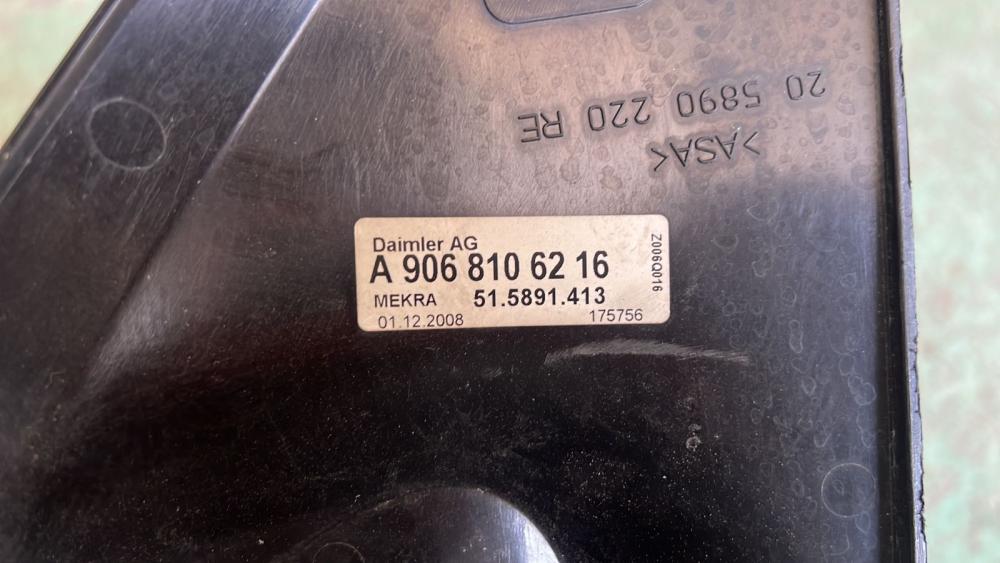 20 5890 220 RE
>ASA<
Daimler AG
A 906 810 62 16
MEKRA 51.5891.413
01.12.2008 175756
Z006Q016